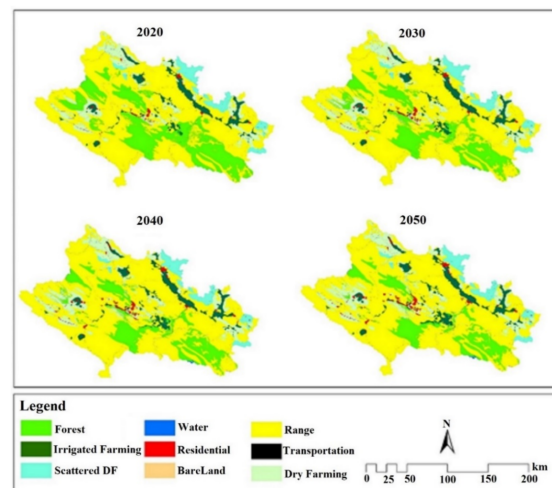 2020 2030
2040 2050
Legend
Forest Water Range
Irrigated Farming Residential Transportation
Scattered DF BareLand Dry Farming
N
km
0 25 50 100 150 200